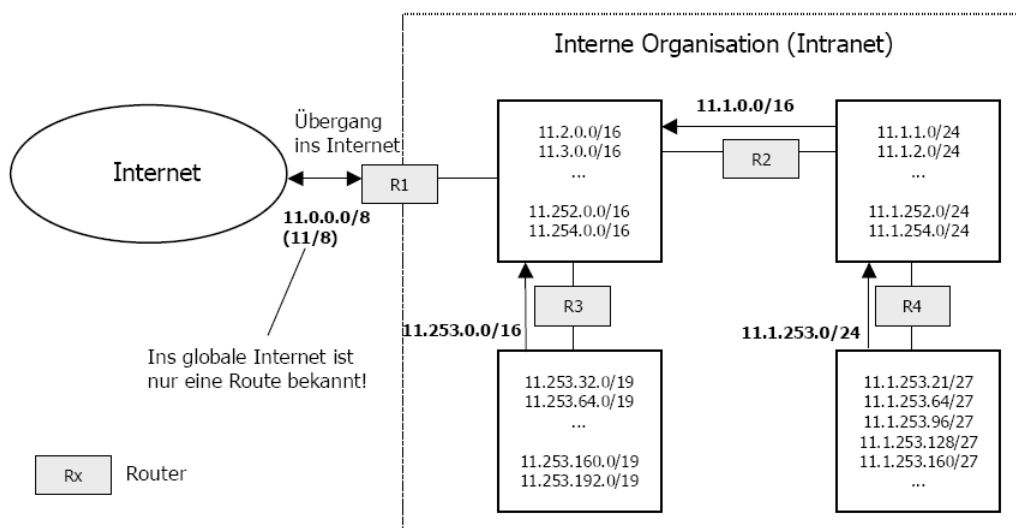 Interne Organisation (Intranet)
Internet
Übergang
ins Internet
R1
11.0.0.0/8
(11/8)
11.2.0.0/16
11.3.0.0/16
...
11.252.0.0/16
11.254.0.0/16
11.1.0.0/16
R2
11.1.1.0/24
11.1.2.0/24
...
11.1.252.0/24
11.1.254.0/24
R3
11.253.0.0/16
R4
11.1.253.0/24
Ins globale Internet ist
nur eine Route bekannt!
11.253.32.0/19
11.253.64.0/19
...
11.253.160.0/19
11.253.192.0/19
11.1.253.21/27
11.1.253.64/27
11.1.253.96/27
11.1.253.128/27
11.1.253.160/27
...
Rx
Router